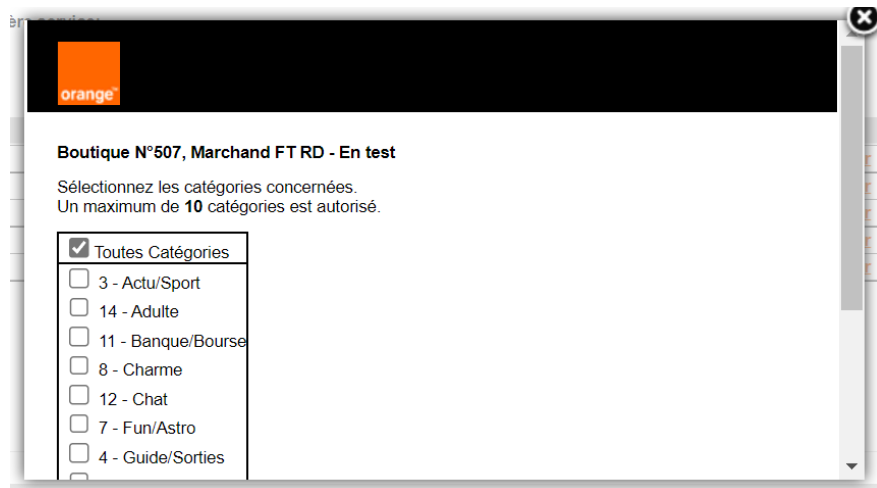 orange™
Boutique N°507, Marchand FT RD - En test
Sélectionnez les catégories concernées.
Un maximum de 10 catégories est autorisé.
Toutes Catégories
3 - Actu/Sport
14 - Adulte
11 - Banque/Bourse
8 - Charme
12 - Chat
7 - Fun/Astro
4 - Guide/Sorties